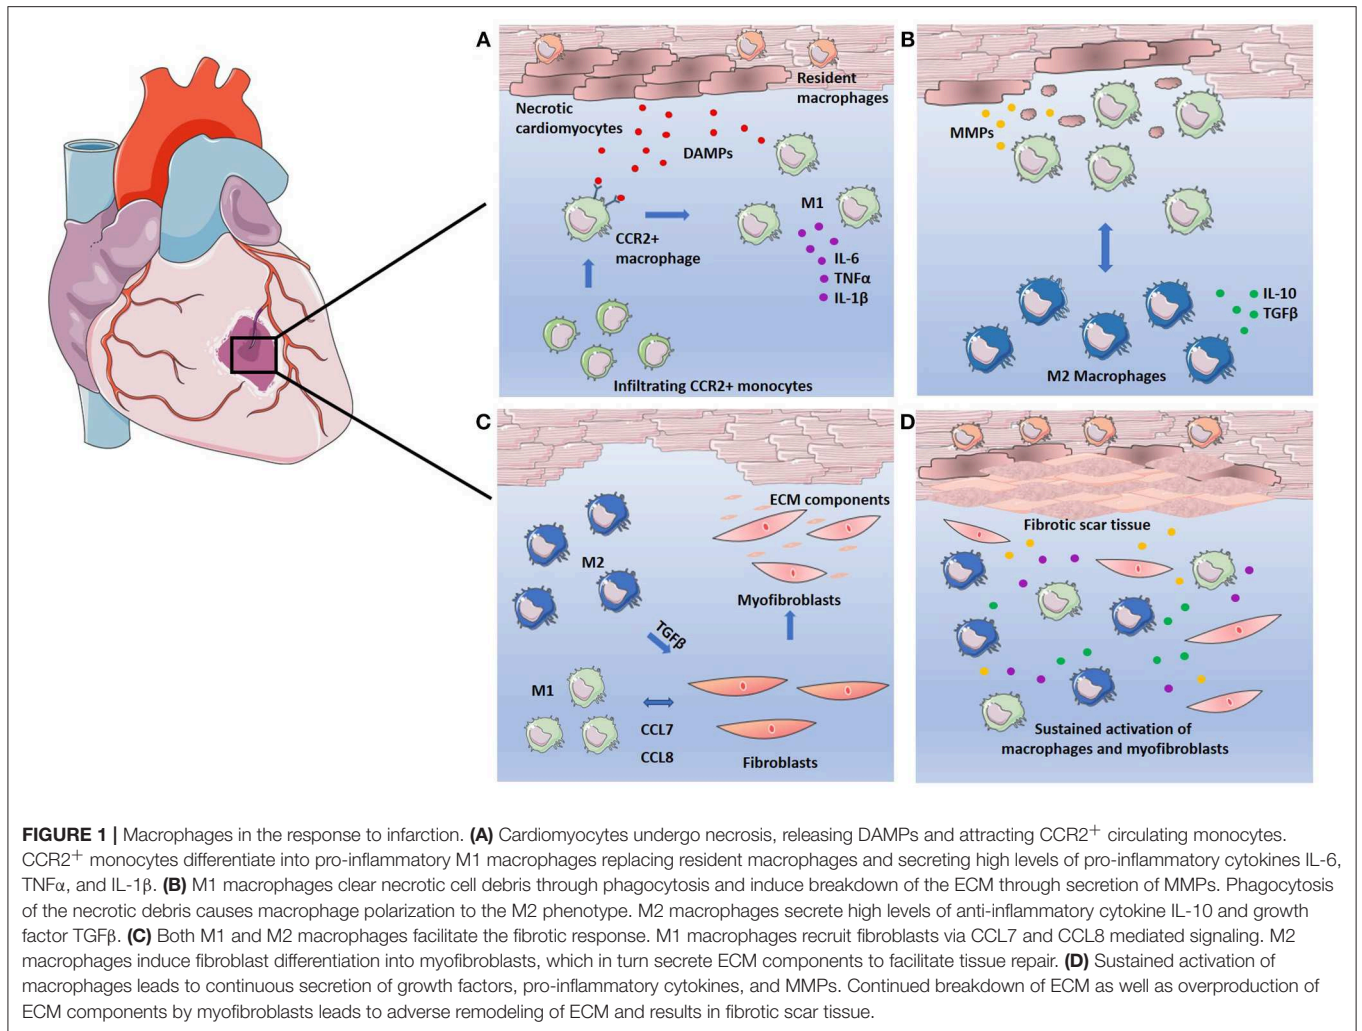 A
Resident
macrophages
Necrotic
cardiomyocytes
DAMPs
M1
CCR2+
macrophage
IL-6
TNFα
IL-1β
Infiltrating CCR2+ monocytes
B
MMPs
IL-10
TGFβ
M2 Macrophages
C
ECM components
M2
Myofibroblasts
TGFβ
M1
CCL7
CCL8
Fibroblasts
D
Fibrotic scar tissue
Sustained activation of
macrophages and myofibroblasts
FIGURE 1 | Macrophages in the response to infarction. (A) Cardiomyocytes undergo necrosis, releasing DAMPs and attracting CCR2+ circulating monocytes.
CCR2+ monocytes differentiate into pro-inflammatory M1 macrophages replacing resident macrophages and secreting high levels of pro-inflammatory cytokines IL-6,
TNFα, and IL-1β. (B) M1 macrophages clear necrotic cell debris through phagocytosis and induce breakdown of the ECM through secretion of MMPs. Phagocytosis
of the necrotic debris causes macrophage polarization to the M2 phenotype. M2 macrophages secrete high levels of anti-inflammatory cytokine IL-10 and growth
factor TGFβ. (C) Both M1 and M2 macrophages facilitate the fibrotic response. M1 macrophages recruit fibroblasts via CCL7 and CCL8 mediated signaling. M2
macrophages induce fibroblast differentiation into myofibroblasts, which in turn secrete ECM components to facilitate tissue repair. (D) Sustained activation of
macrophages leads to continuous secretion of growth factors, pro-inflammatory cytokines, and MMPs. Continued breakdown of ECM as well as overproduction of
ECM components by myofibroblasts leads to adverse remodeling of ECM and results in fibrotic scar tissue.